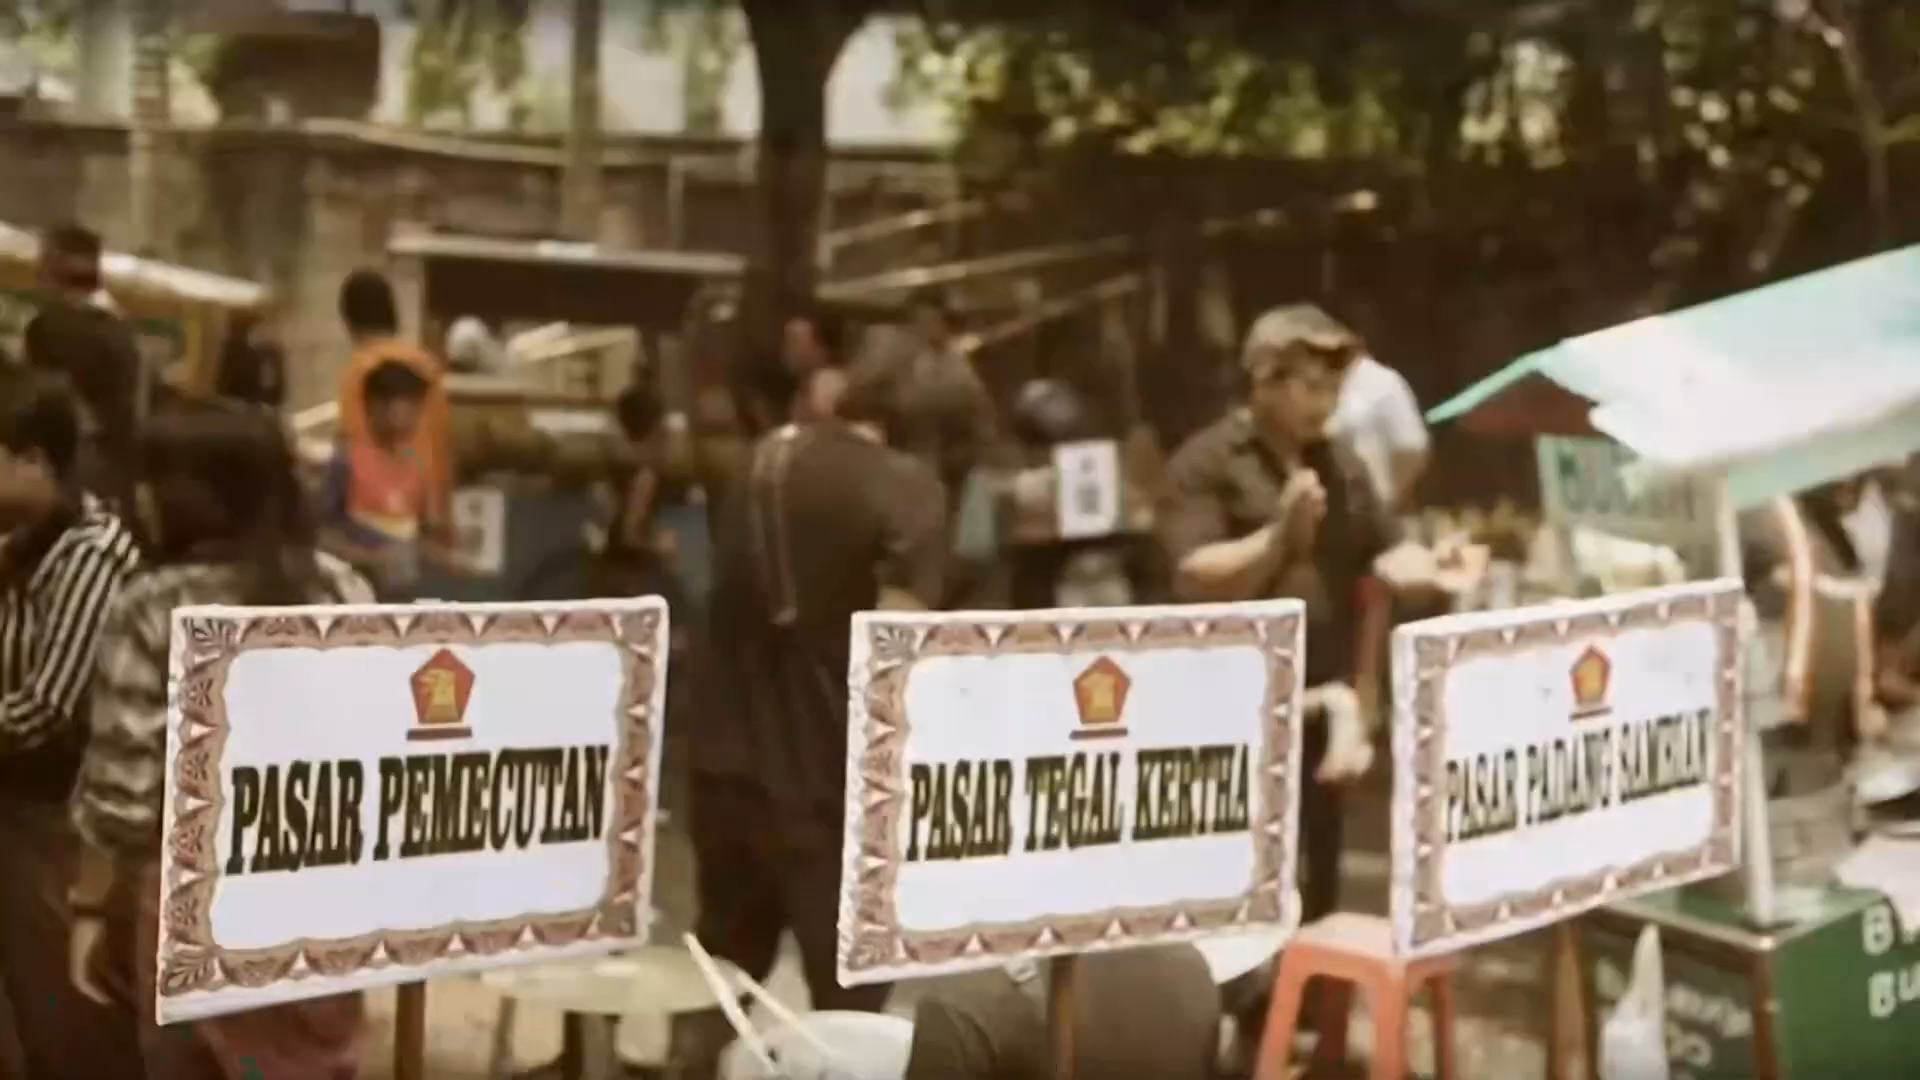 PASAR PEMECUTAN
PASAR TEGAL KERTHA
PASAR PADANG SAMBIAN